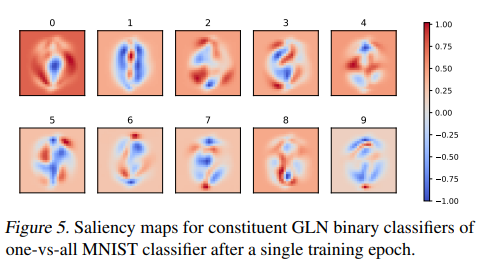 0 1 2 3 4
1.00
0.75
0.50
0.25
0.00
−0.25
−0.50
−0.75
−1.00
5 6 7 8 9
Figure 5. Saliency maps for constituent GLN binary classifiers of
one-vs-all MNIST classifier after a single training epoch.